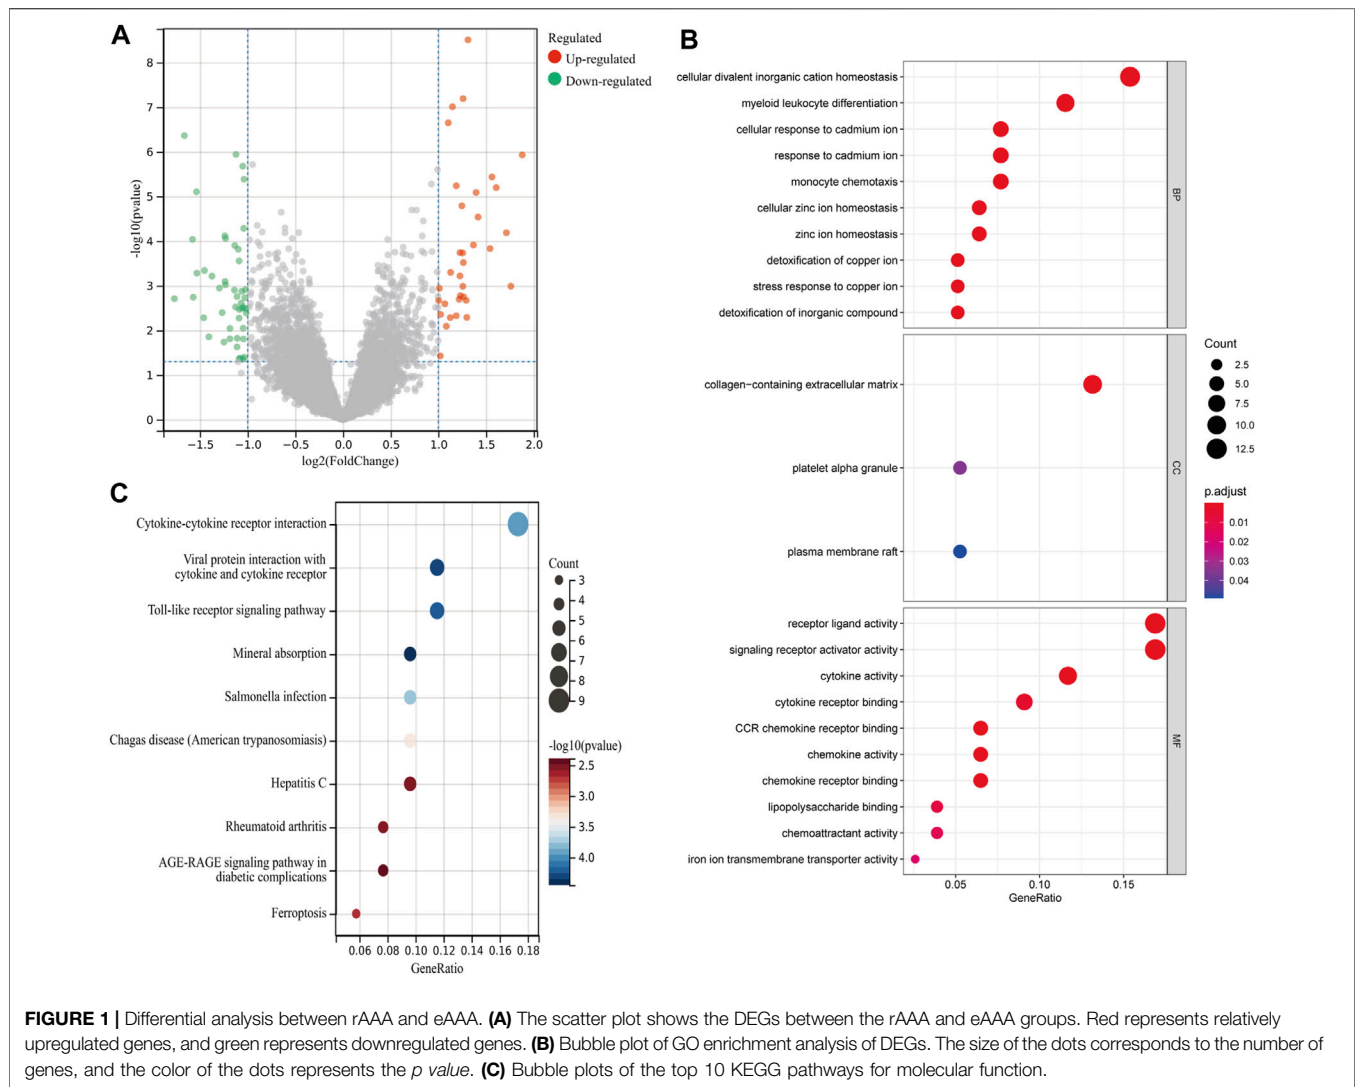 A
8
7
6
5
4
3
2
1
0
-log10(pvalue)
−1.5
−1.0
−0.5
0.0
0.5
1.0
1.5
2.0
log2(FoldChange)
Regulated
Up-regulated
Down-regulated
B
cellular divalent inorganic cation homeostasis
myeloid leukocyte differentiation
cellular response to cadmium ion
response to cadmium ion
monocyte chemotaxis
cellular zinc ion homeostasis
zinc ion homeostasis
detoxification of copper ion
stress response to copper ion
detoxification of inorganic compound
BP
collagen−containing extracellular matrix
platelet alpha granule
plasma membrane raft
CC
receptor ligand activity
signaling receptor activator activity
cytokine activity
cytokine receptor binding
CCR chemokine receptor binding
chemokine activity
chemokine receptor binding
lipopolysaccharide binding
chemoattractant activity
iron ion transmembrane transporter activity
MF
0.05
0.10
0.15
GeneRatio
Count
2.5
5.0
7.5
10.0
12.5
p.adjust
0.01
0.02
0.03
0.04
C
Cytokine-cytokine receptor interaction
Viral protein interaction with
cytokine and cytokine receptor
Toll-like receptor signaling pathway
Mineral absorption
Salmonella infection
Chagas disease (American trypanosomiasis)
Hepatitis C
Rheumatoid arthritis
AGE-RAGE signaling pathway in
diabetic complications
Ferroptosis
0.06
0.08
0.10
0.12
0.14
0.16
0.18
GeneRatio
Count
3
4
5
6
7
8
9
-log10(pvalue)
2.5
3.0
3.5
4.0
FIGURE 1 | Differential analysis between rAAA and eAAA. (A) The scatter plot shows the DEGs between the rAAA and eAAA groups. Red represents relatively
upregulated genes, and green represents downregulated genes. (B) Bubble plot of GO enrichment analysis of DEGs. The size of the dots corresponds to the number of
genes, and the color of the dots represents the p value. (C) Bubble plots of the top 10 KEGG pathways for molecular function.